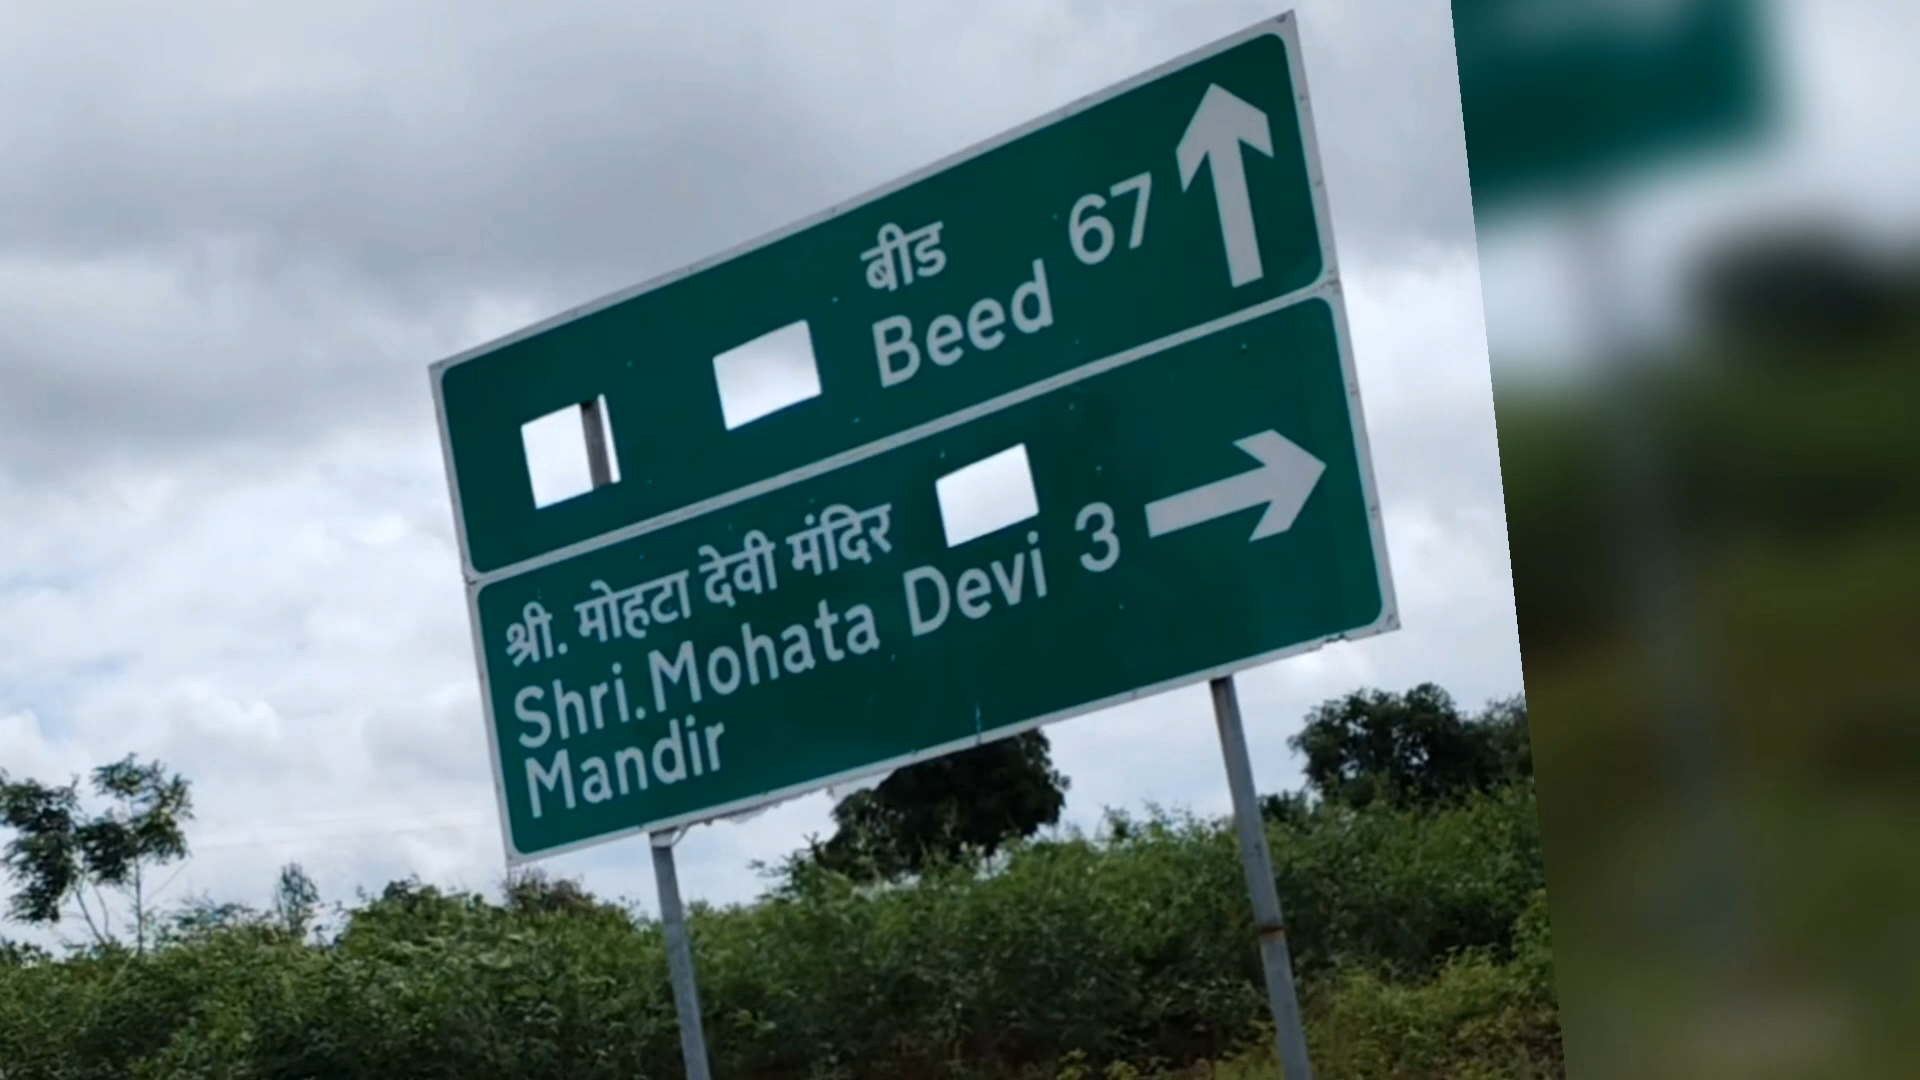 बीड
Beed 67
श्री. मोहटा देवी मंदिर
Shri.Mohata Devi 3
Mandir